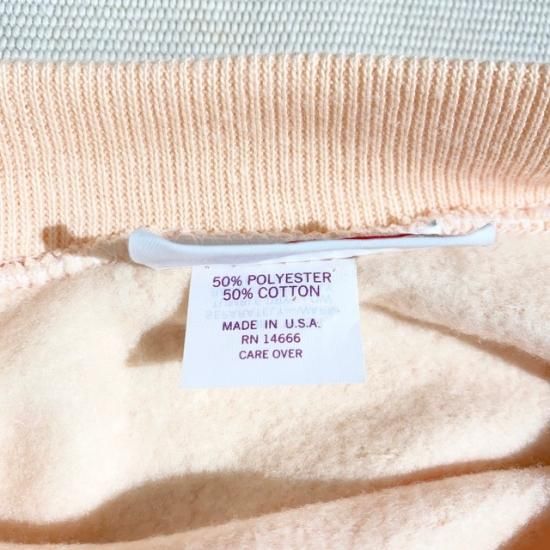 50% POLYESTER
50% COTTON
MADE IN U.S.A.
RN 14666
CARE OVER